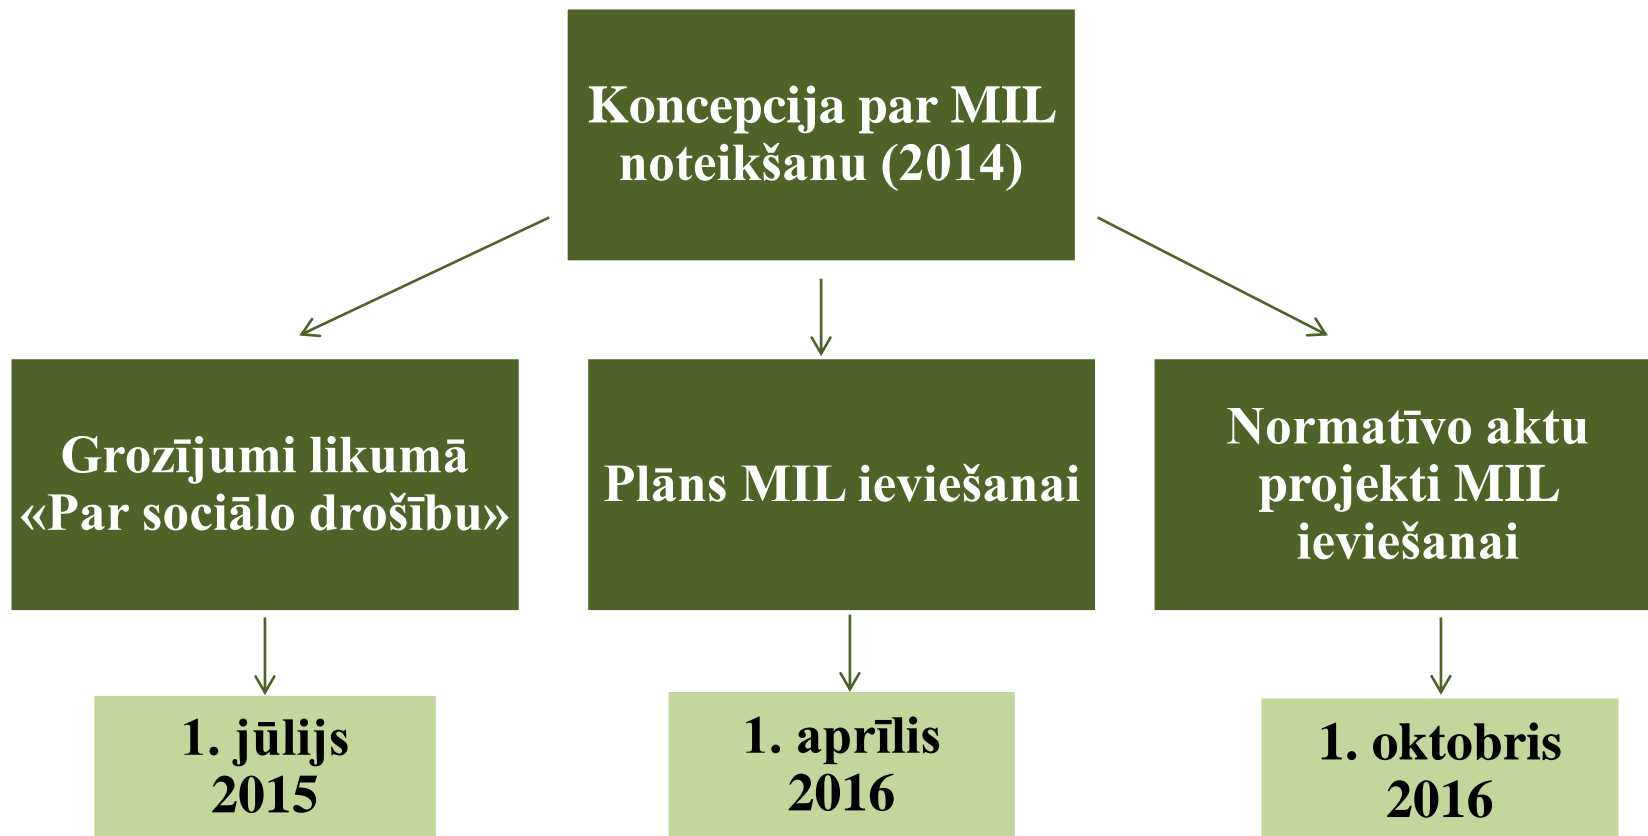 Koncepcija par MIL
noteikšanu (2014)
Grozījumi likumā
«Par sociālo drošību»
Plāns MIL ieviešanai
Normatīvo aktu
projekti MIL
ieviešanai
1. jūlijs
2015
1. aprīlis
2016
1. oktobris
2016